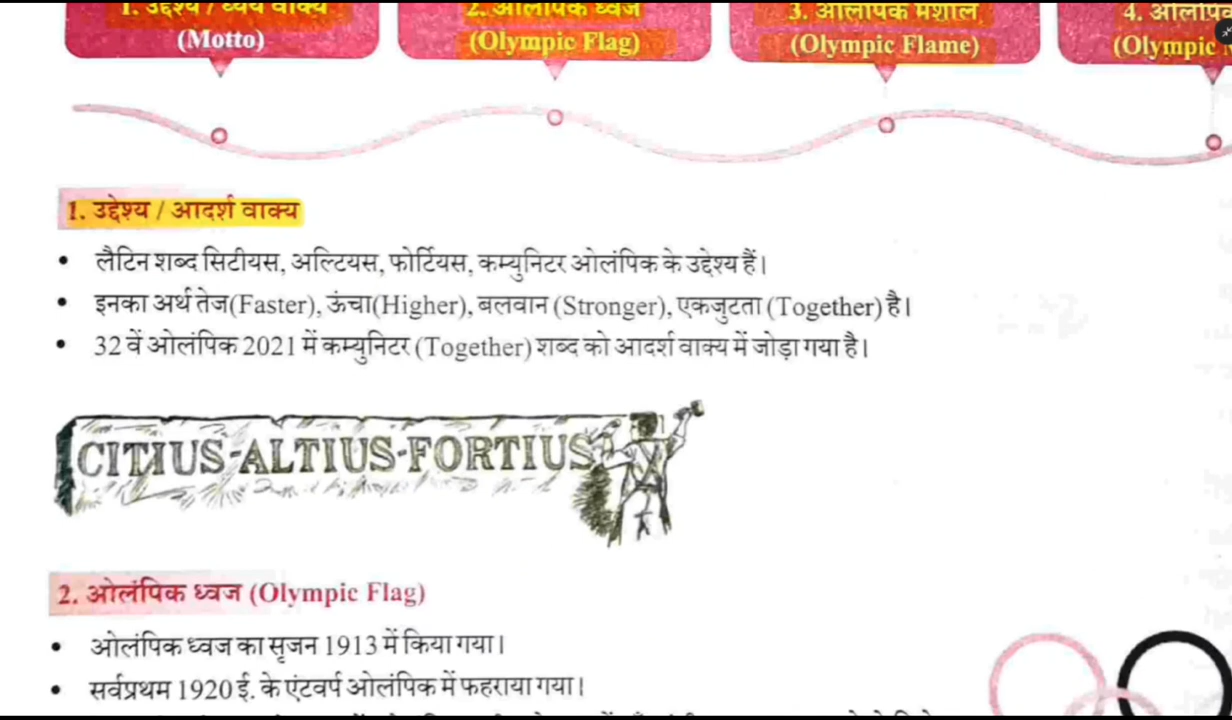 1. उद्देश्य / ध्येय वाक्य
(Motto)
2. ओलंपिक ध्वज
(Olympic Flag)
3. ओलंपिक मशाल
(Olympic Flame)
4.
(Olympic
1. उद्देश्य / आदर्श वाक्य
• लैटिन शब्द सिटीयस, अल्टियस, फोर्टियस, कम्युनिटर ओलंपिक के उद्देश्य हैं।
• इनका अर्थ तेज(Faster), ऊंचा(Higher), बलवान (Stronger), एकजुटता (Together) है।
• 32 वें ओलंपिक 2021 में कम्युनिटर (Together) शब्द को आदर्श वाक्य में जोड़ा गया है।
CITIUS-ALTIUS-FORTIUS
2. ओलंपिक ध्वज (Olympic Flag)
• ओलंपिक ध्वज का सृजन 1913 में किया गया।
• सर्वप्रथम 1920 ई. के एंटवर्प ओलंपिक में फहराया गया।